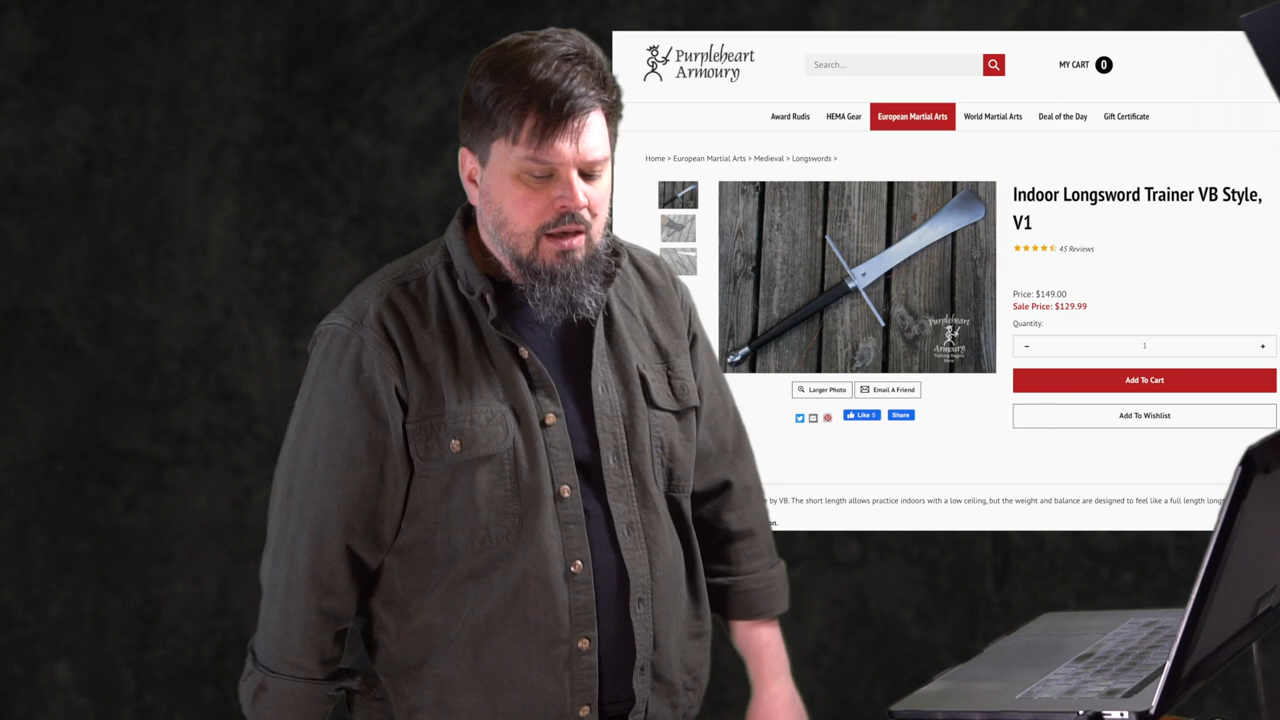 Purpleheart
Armoury
Search...
MY CART 0
Award Rudis HEMA Gear European Martial Arts World Martial Arts Deal of the Day Gift Certificate
Home > European Martial Arts > Medieval > Longswords >
Indoor Longsword Trainer VB Style,
V1
45 Reviews
Price: $149.00
Sale Price: $129.99
Quantity:
- 1 +
Add To Cart
Add To Wishlist
Purpleheart
Armoury
Larger Photo Email A Friend
Like 5 Share
by VB. The short length allows practice indoors with a low ceiling, but the weight and balance are designed to feel like a full length